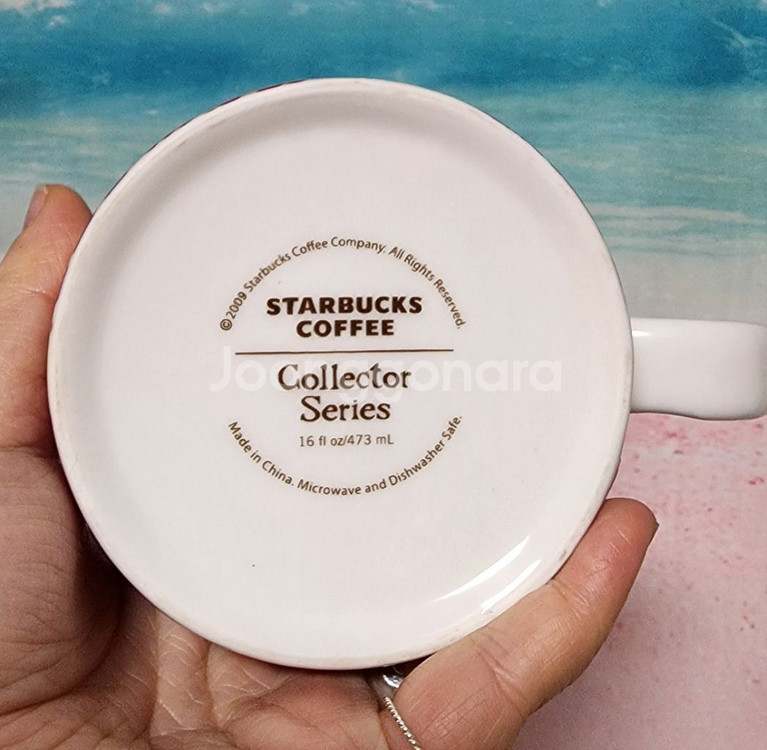 ©2009 Starbucks Coffee Company. All Rights Reserved.
STARBUCKS
COFFEE
Joonggonara
Collector
Series
16 fl oz/473 mL
Made in China. Microwave and Dishwasher Safe.